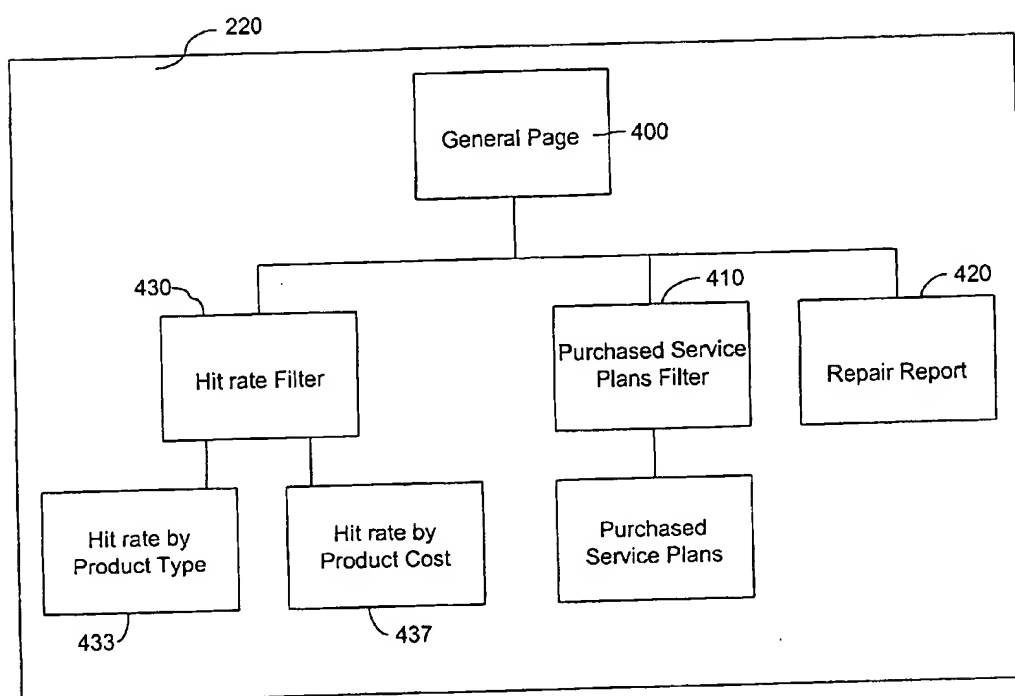 220
General Page
400
430
410
420
Hit rate Filter
Purchased Service
Plans Filter
Repair Report
Hit rate by
Product Type
Hit rate by
Product Cost
Purchased
Service Plans
433
437